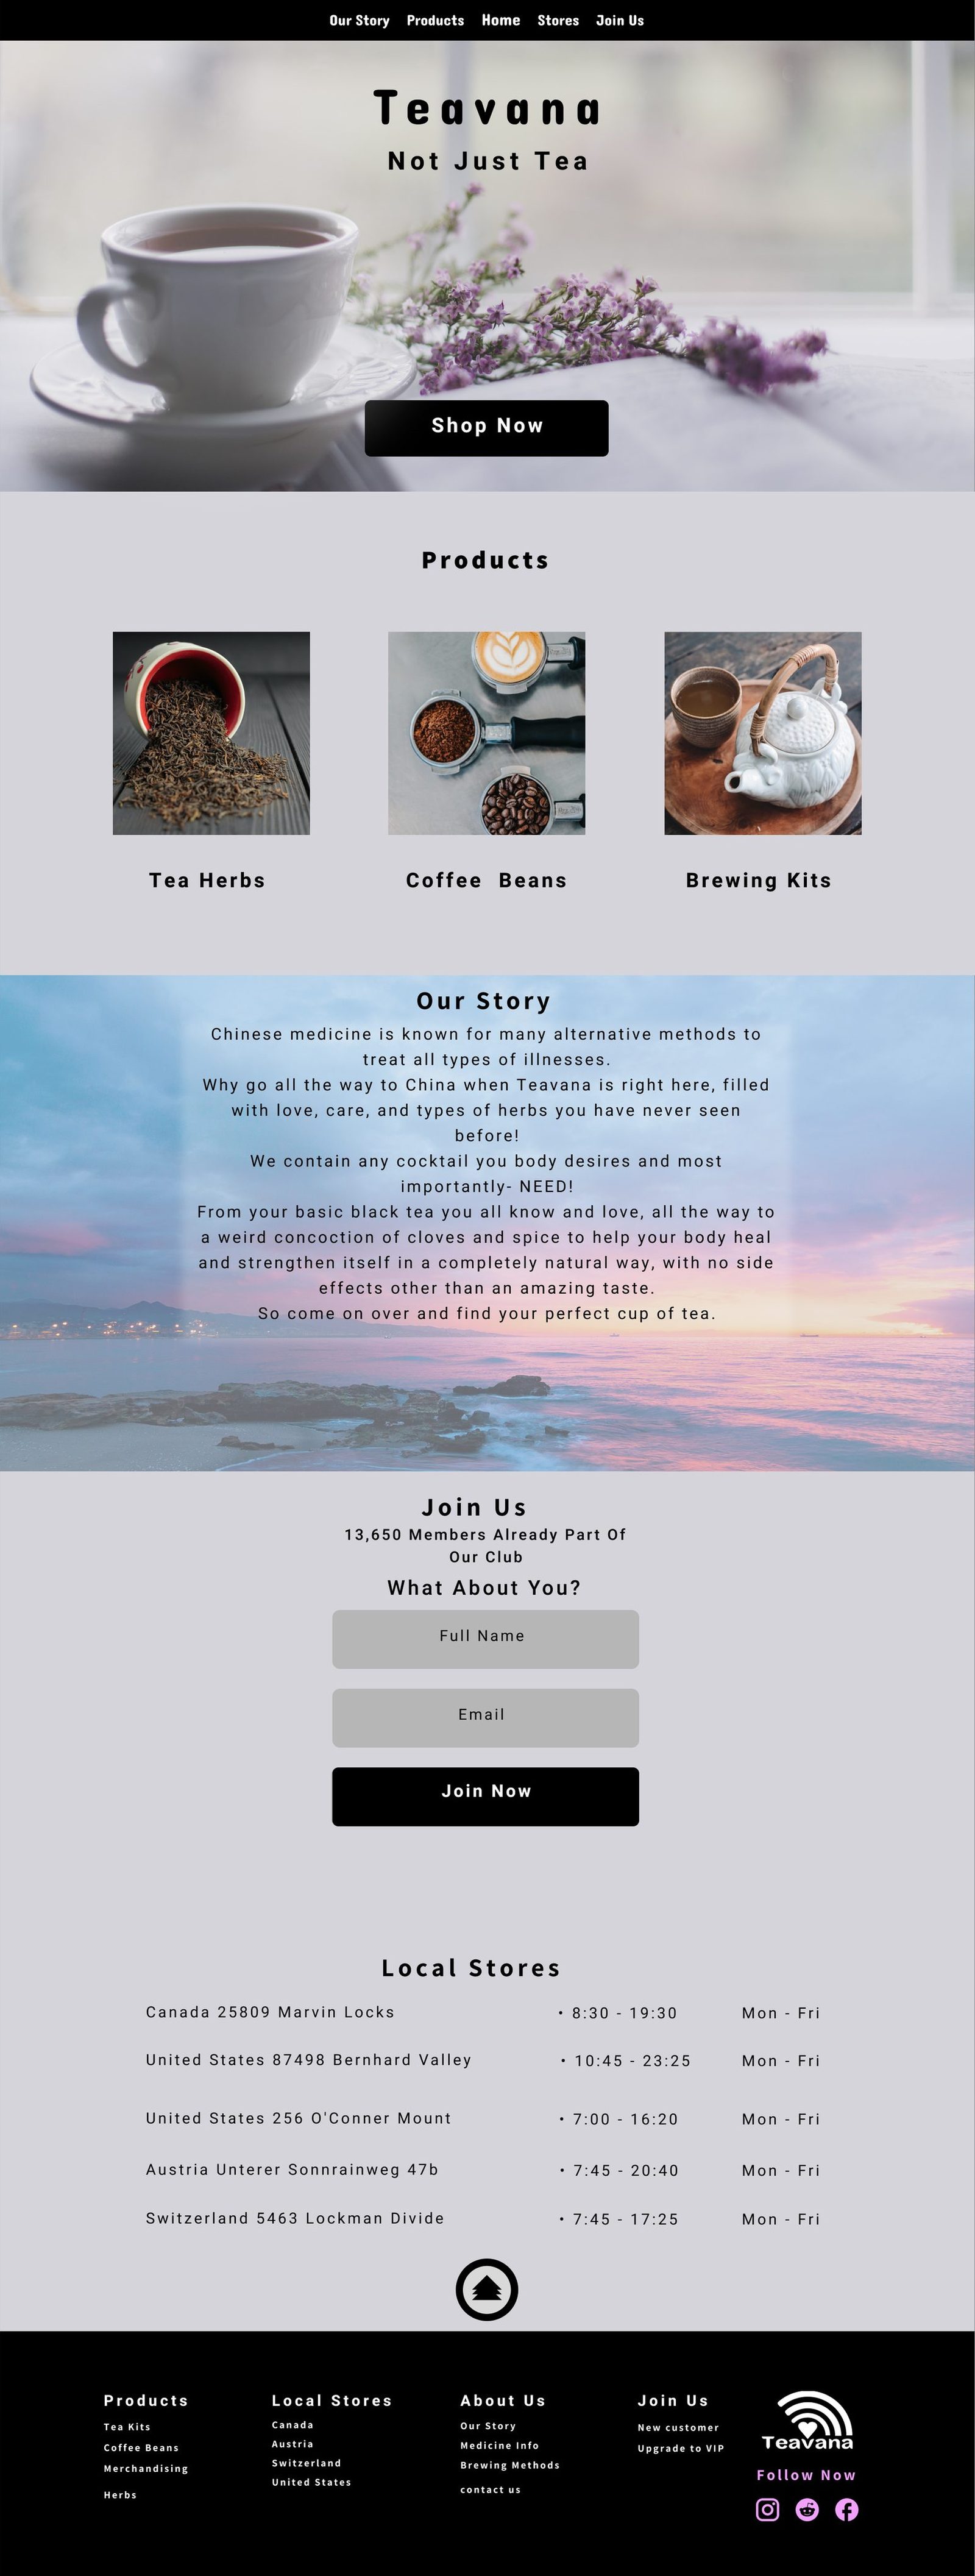 Our Story Products Home Stores Join Us
Teavana
Not Just Tea
Shop Now
Products
Tea Herbs
Coffee Beans
Brewing Kits
Our Story
Chinese medicine is known for many alternative methods to
treat all types of illnesses.
Why go all the way to China when Teavana is right here, filled
with love, care, and types of herbs you have never seen
before!
We contain any cocktail you body desires and most
importantly- NEED!
From your basic black tea you all know and love, all the way to
a weird concoction of cloves and spice to help your body heal
and strengthen itself in a completely natural way, with no side
effects other than an amazing taste.
So come on over and find your perfect cup of tea.
Join Us
13,650 Members Already Part Of
Our Club
What About You?
Full Name
Email
Join Now
Local Stores
Canada 25809 Marvin Locks • 8:30 - 19:30 Mon - Fri
United States 87498 Bernhard Valley • 10:45 - 23:25 Mon - Fri
United States 256 O'Conner Mount • 7:00 - 16:20 Mon - Fri
Austria Unterer Sonnrainweg 47b • 7:45 - 20:40 Mon - Fri
Switzerland 5463 Lockman Divide • 7:45 - 17:25 Mon - Fri
Products
Tea Kits
Coffee Beans
Merchandising
Herbs
Local Stores
Canada
Austria
Switzerland
United States
About Us
Our Story
Medicine Info
Brewing Methods
contact us
Join Us
New customer
Upgrade to VIP
Teavana
Follow Now